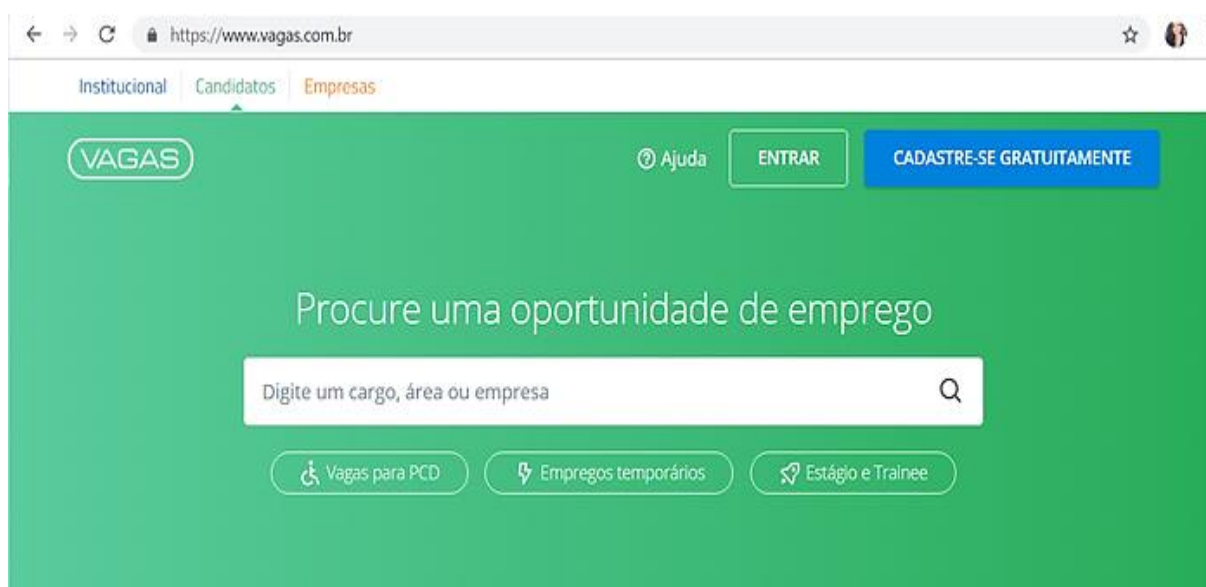 https://www.vagas.com.br
Institucional Candidatos Empresas
VAGAS Ajuda ENTRAR CADASTRE-SE GRATUITAMENTE
Procure uma oportunidade de emprego
Digite um cargo, área ou empresa
Vagas para PCD Empregos temporários Estágio e Trainee